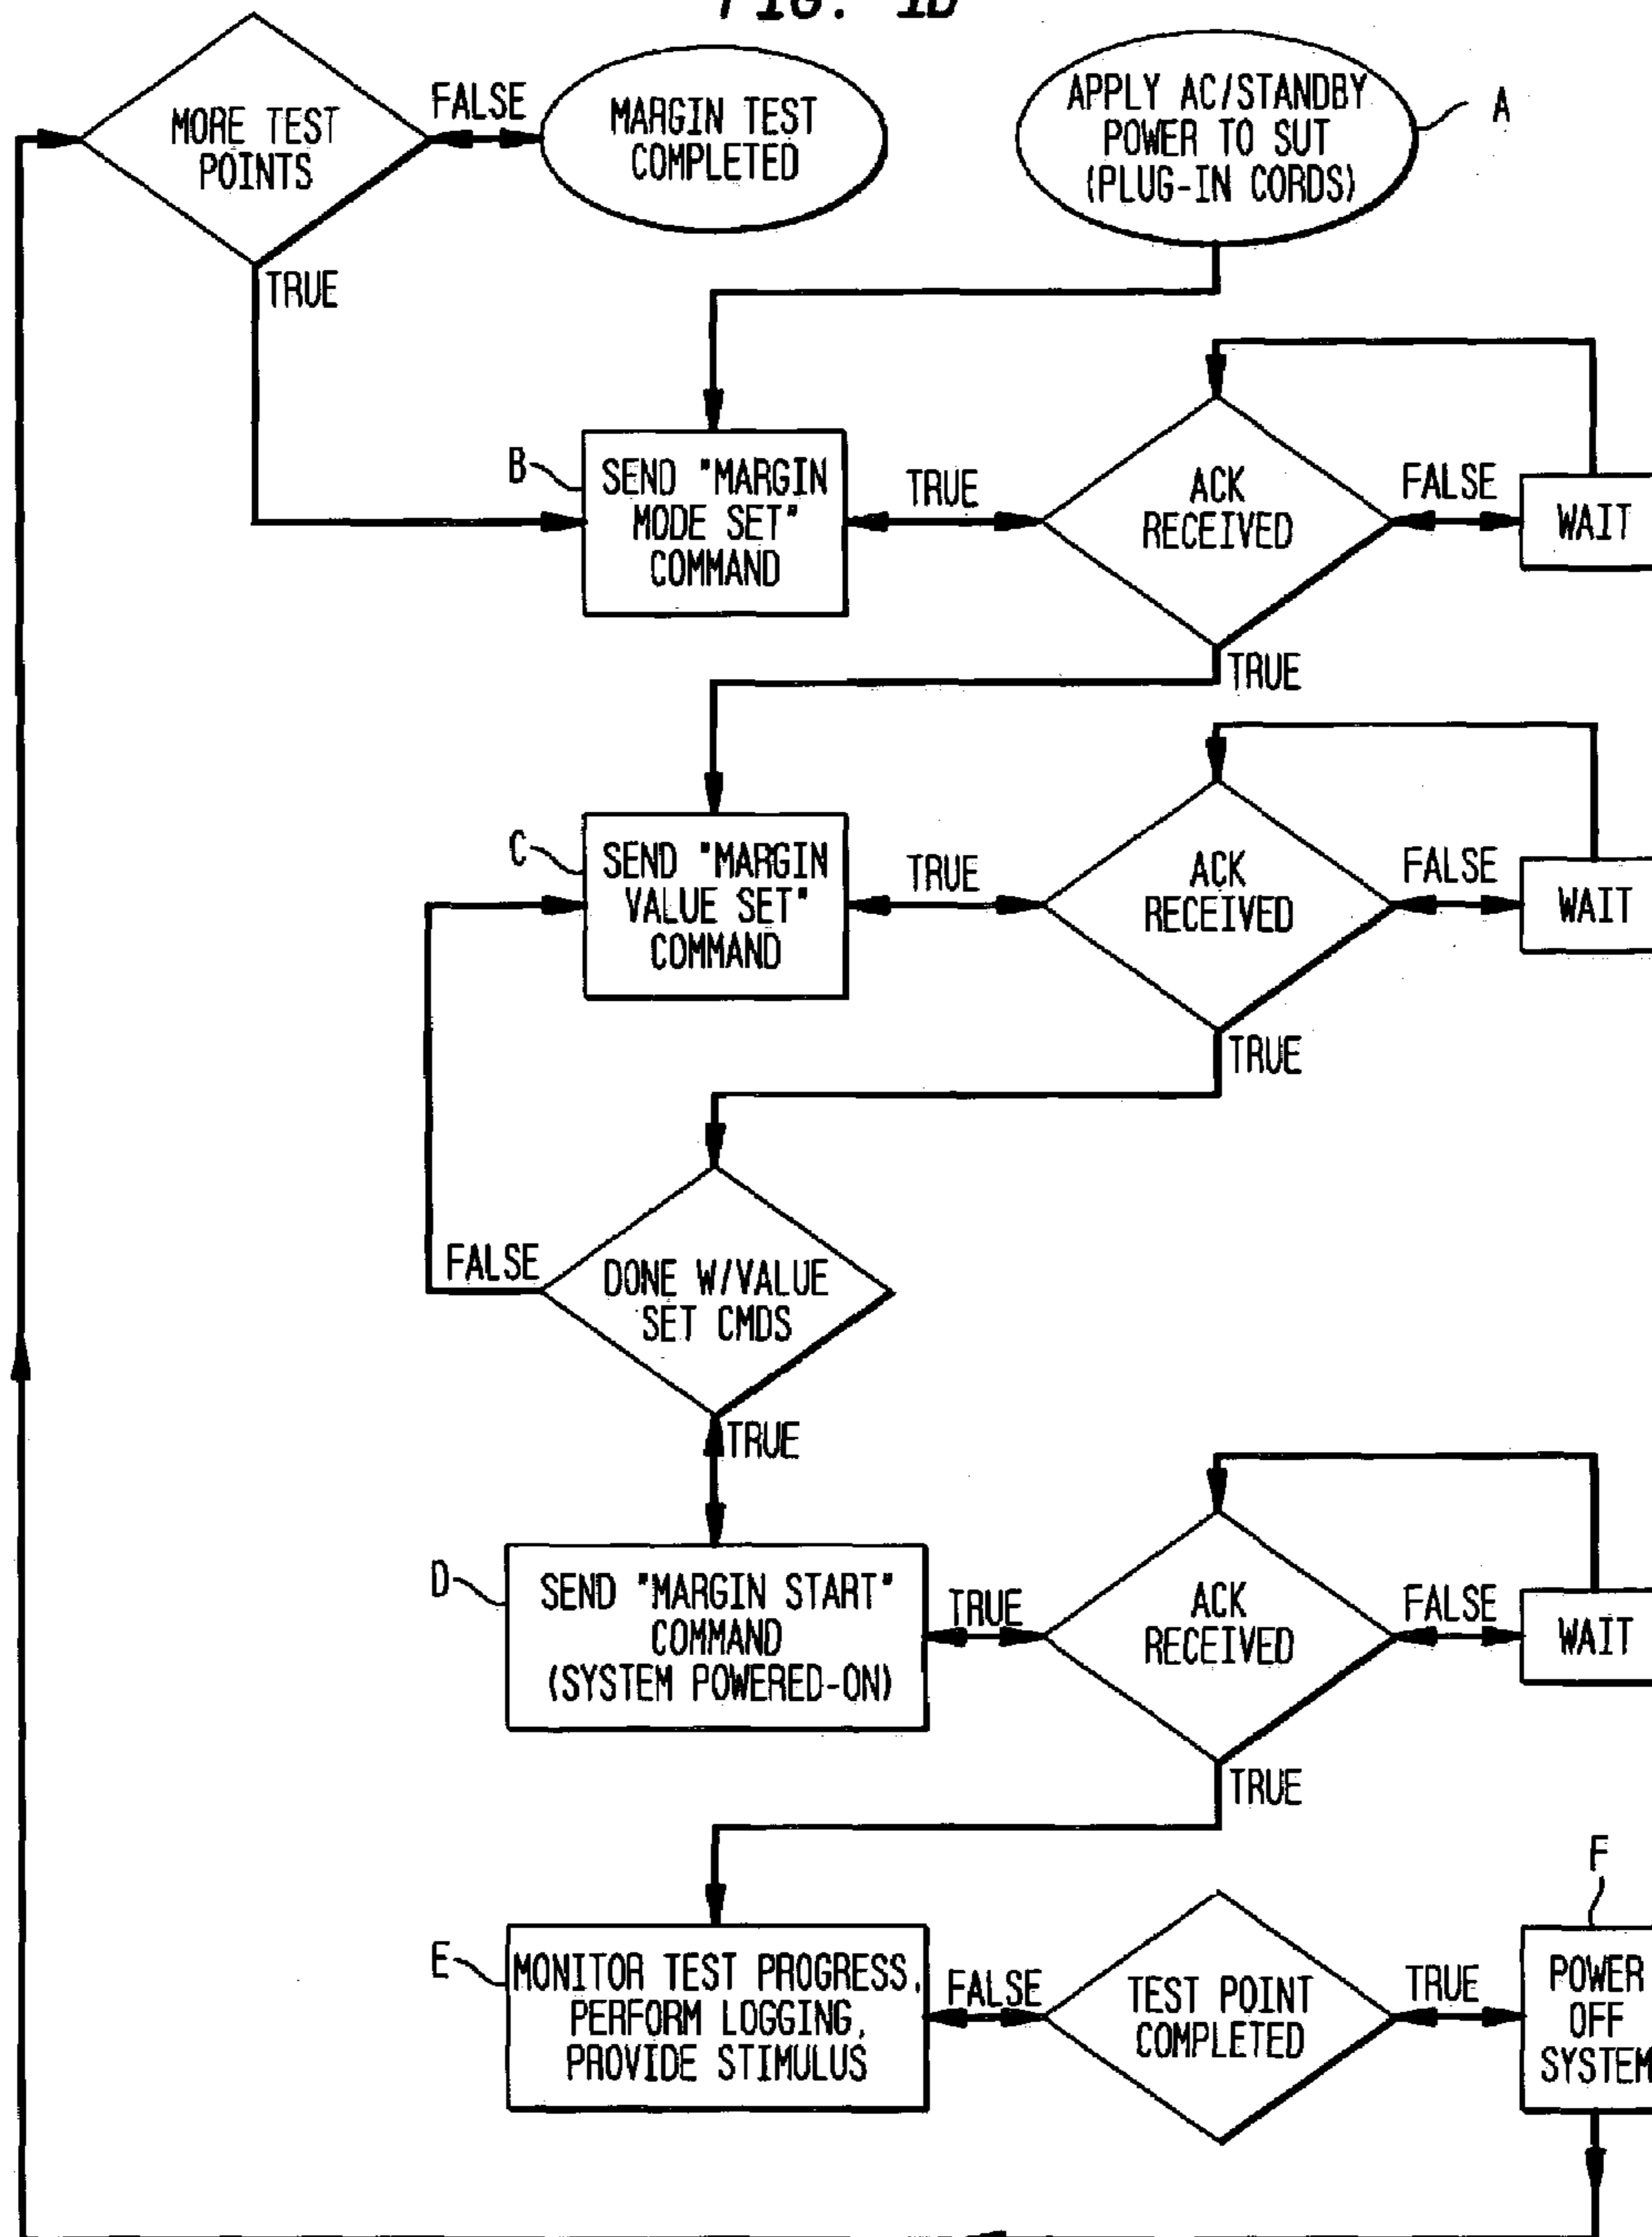 FIG. 1B
MORE TEST
POINTS
FALSE
MARGIN TEST
COMPLETED
APPLY AC/STANDBY
POWER TO SUT
(PLUG-IN CORDS)
A
TRUE
B
SEND "MARGIN
MODE SET"
COMMAND
TRUE
ACK
RECEIVED
FALSE
WAIT
TRUE
C
SEND "MARGIN
VALUE SET"
COMMAND
TRUE
ACK
RECEIVED
FALSE
WAIT
TRUE
FALSE
DONE W/VALUE
SET CMDS
TRUE
D
SEND "MARGIN START"
COMMAND
(SYSTEM POWERED-ON)
TRUE
ACK
RECEIVED
FALSE
WAIT
TRUE
E
MONITOR TEST PROGRESS,
PERFORM LOGGING,
PROVIDE STIMULUS
FALSE
TEST POINT
COMPLETED
TRUE
F
POWER
OFF
SYSTEM